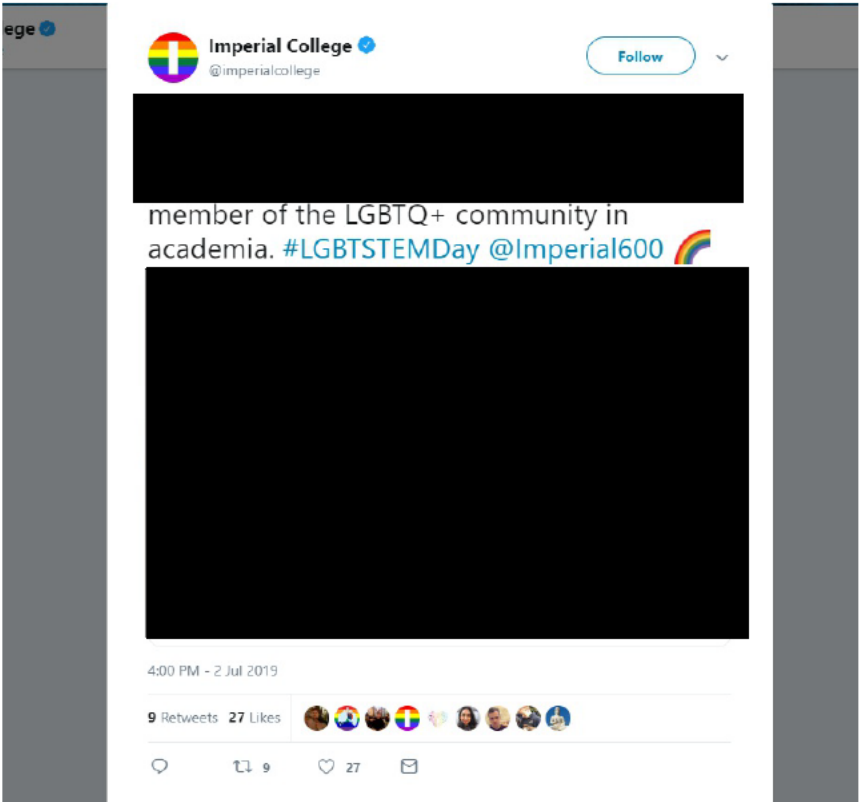 ege
Imperial College
@imperialcollege
Follow
member of the LGBTQ+ community in
academia. #LGBTSTEMDay @Imperial600
4:00 PM - 2 Jul 2019
9 Retweets 27 Likes
9 27